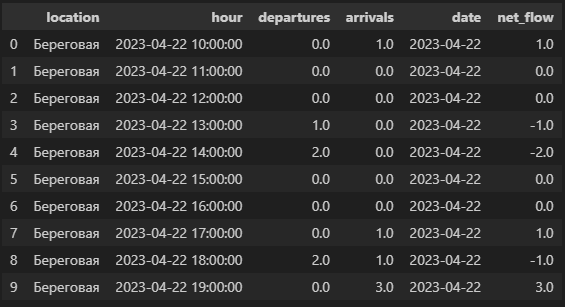 location hour departures arrivals date net_flow
0 Береговая 2023-04-22 10:00:00 0.0 1.0 2023-04-22 1.0
1 Береговая 2023-04-22 11:00:00 0.0 0.0 2023-04-22 0.0
2 Береговая 2023-04-22 12:00:00 0.0 0.0 2023-04-22 0.0
3 Береговая 2023-04-22 13:00:00 1.0 0.0 2023-04-22 -1.0
4 Береговая 2023-04-22 14:00:00 2.0 0.0 2023-04-22 -2.0
5 Береговая 2023-04-22 15:00:00 0.0 0.0 2023-04-22 0.0
6 Береговая 2023-04-22 16:00:00 0.0 0.0 2023-04-22 0.0
7 Береговая 2023-04-22 17:00:00 0.0 1.0 2023-04-22 1.0
8 Береговая 2023-04-22 18:00:00 2.0 1.0 2023-04-22 -1.0
9 Береговая 2023-04-22 19:00:00 0.0 3.0 2023-04-22 3.0